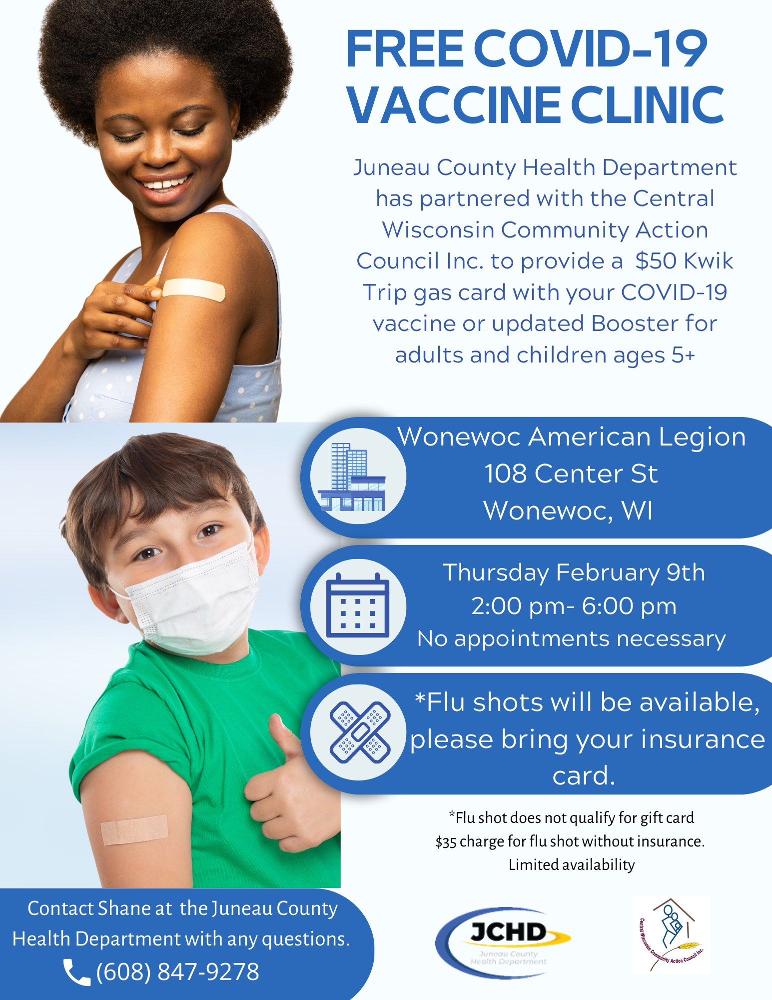 FREE COVID-19
VACCINE CLINIC
Juneau County Health Department
has partnered with the Central
Wisconsin Community Action
Council Inc. to provide a  $50 Kwik
Trip gas card with your COVID-19
vaccine or updated Booster for
adults and children ages 5+
Wonewoc American Legion
108 Center St
Wonewoc, WI
Thursday February 9th
2:00 pm- 6:00 pm
No appointments necessary
*Flu shots will be available,
please bring your insurance
card.
*Flu shot does not qualify for gift card
$35 charge for flu shot without insurance.
Limited availability
Contact Shane at  the Juneau County
Health Department with any questions.
(608) 847-9278
JCHD
Juneau County
Health Department
Central Wisconsin Community Action Council Inc.